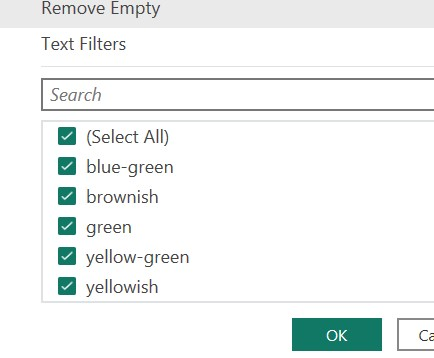 Remove Empty
Text Filters
Search
(Select All)
blue-green
brownish
green
yellow-green
yellowish
OK